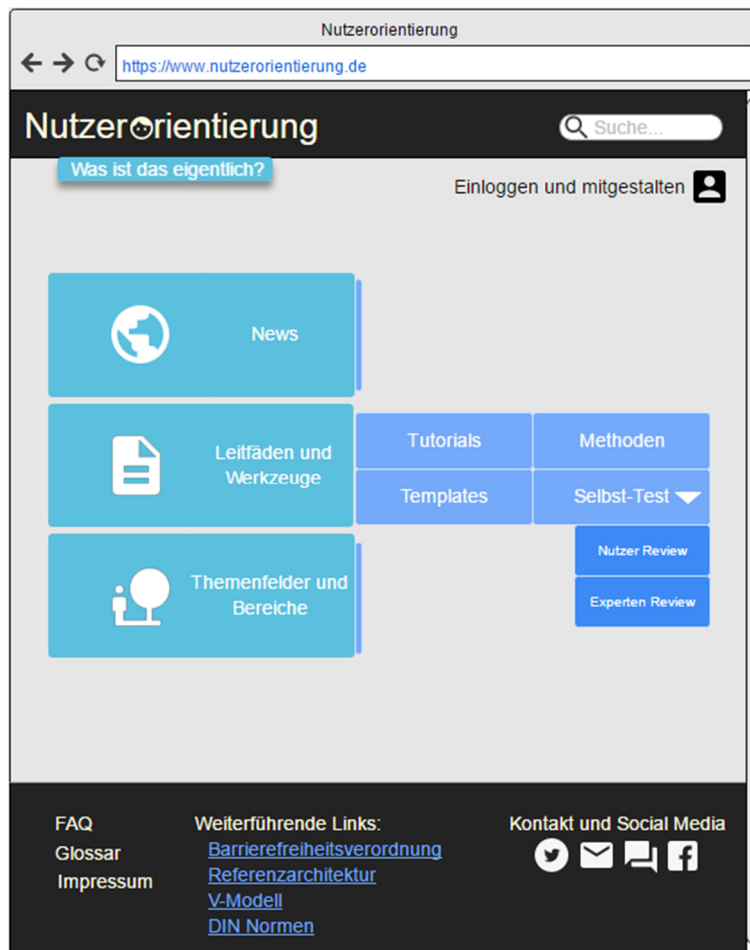 Nutzerorientierung
https://www.nutzerorientierung.de
Nutzerorientierung
Suche...
Was ist das eigentlich?
Einloggen und mitgestalten
News
Leitfäden und
Werkzeuge
Tutorials
Methoden
Templates
Selbst-Test
Nutzer Review
Experten Review
Themenfelder und
Bereiche
FAQ
Glossar
Impressum
Weiterführende Links:
Barrierefreiheitsverordnung
Referenzarchitektur
V-Modell
DIN Normen
Kontakt und Social Media